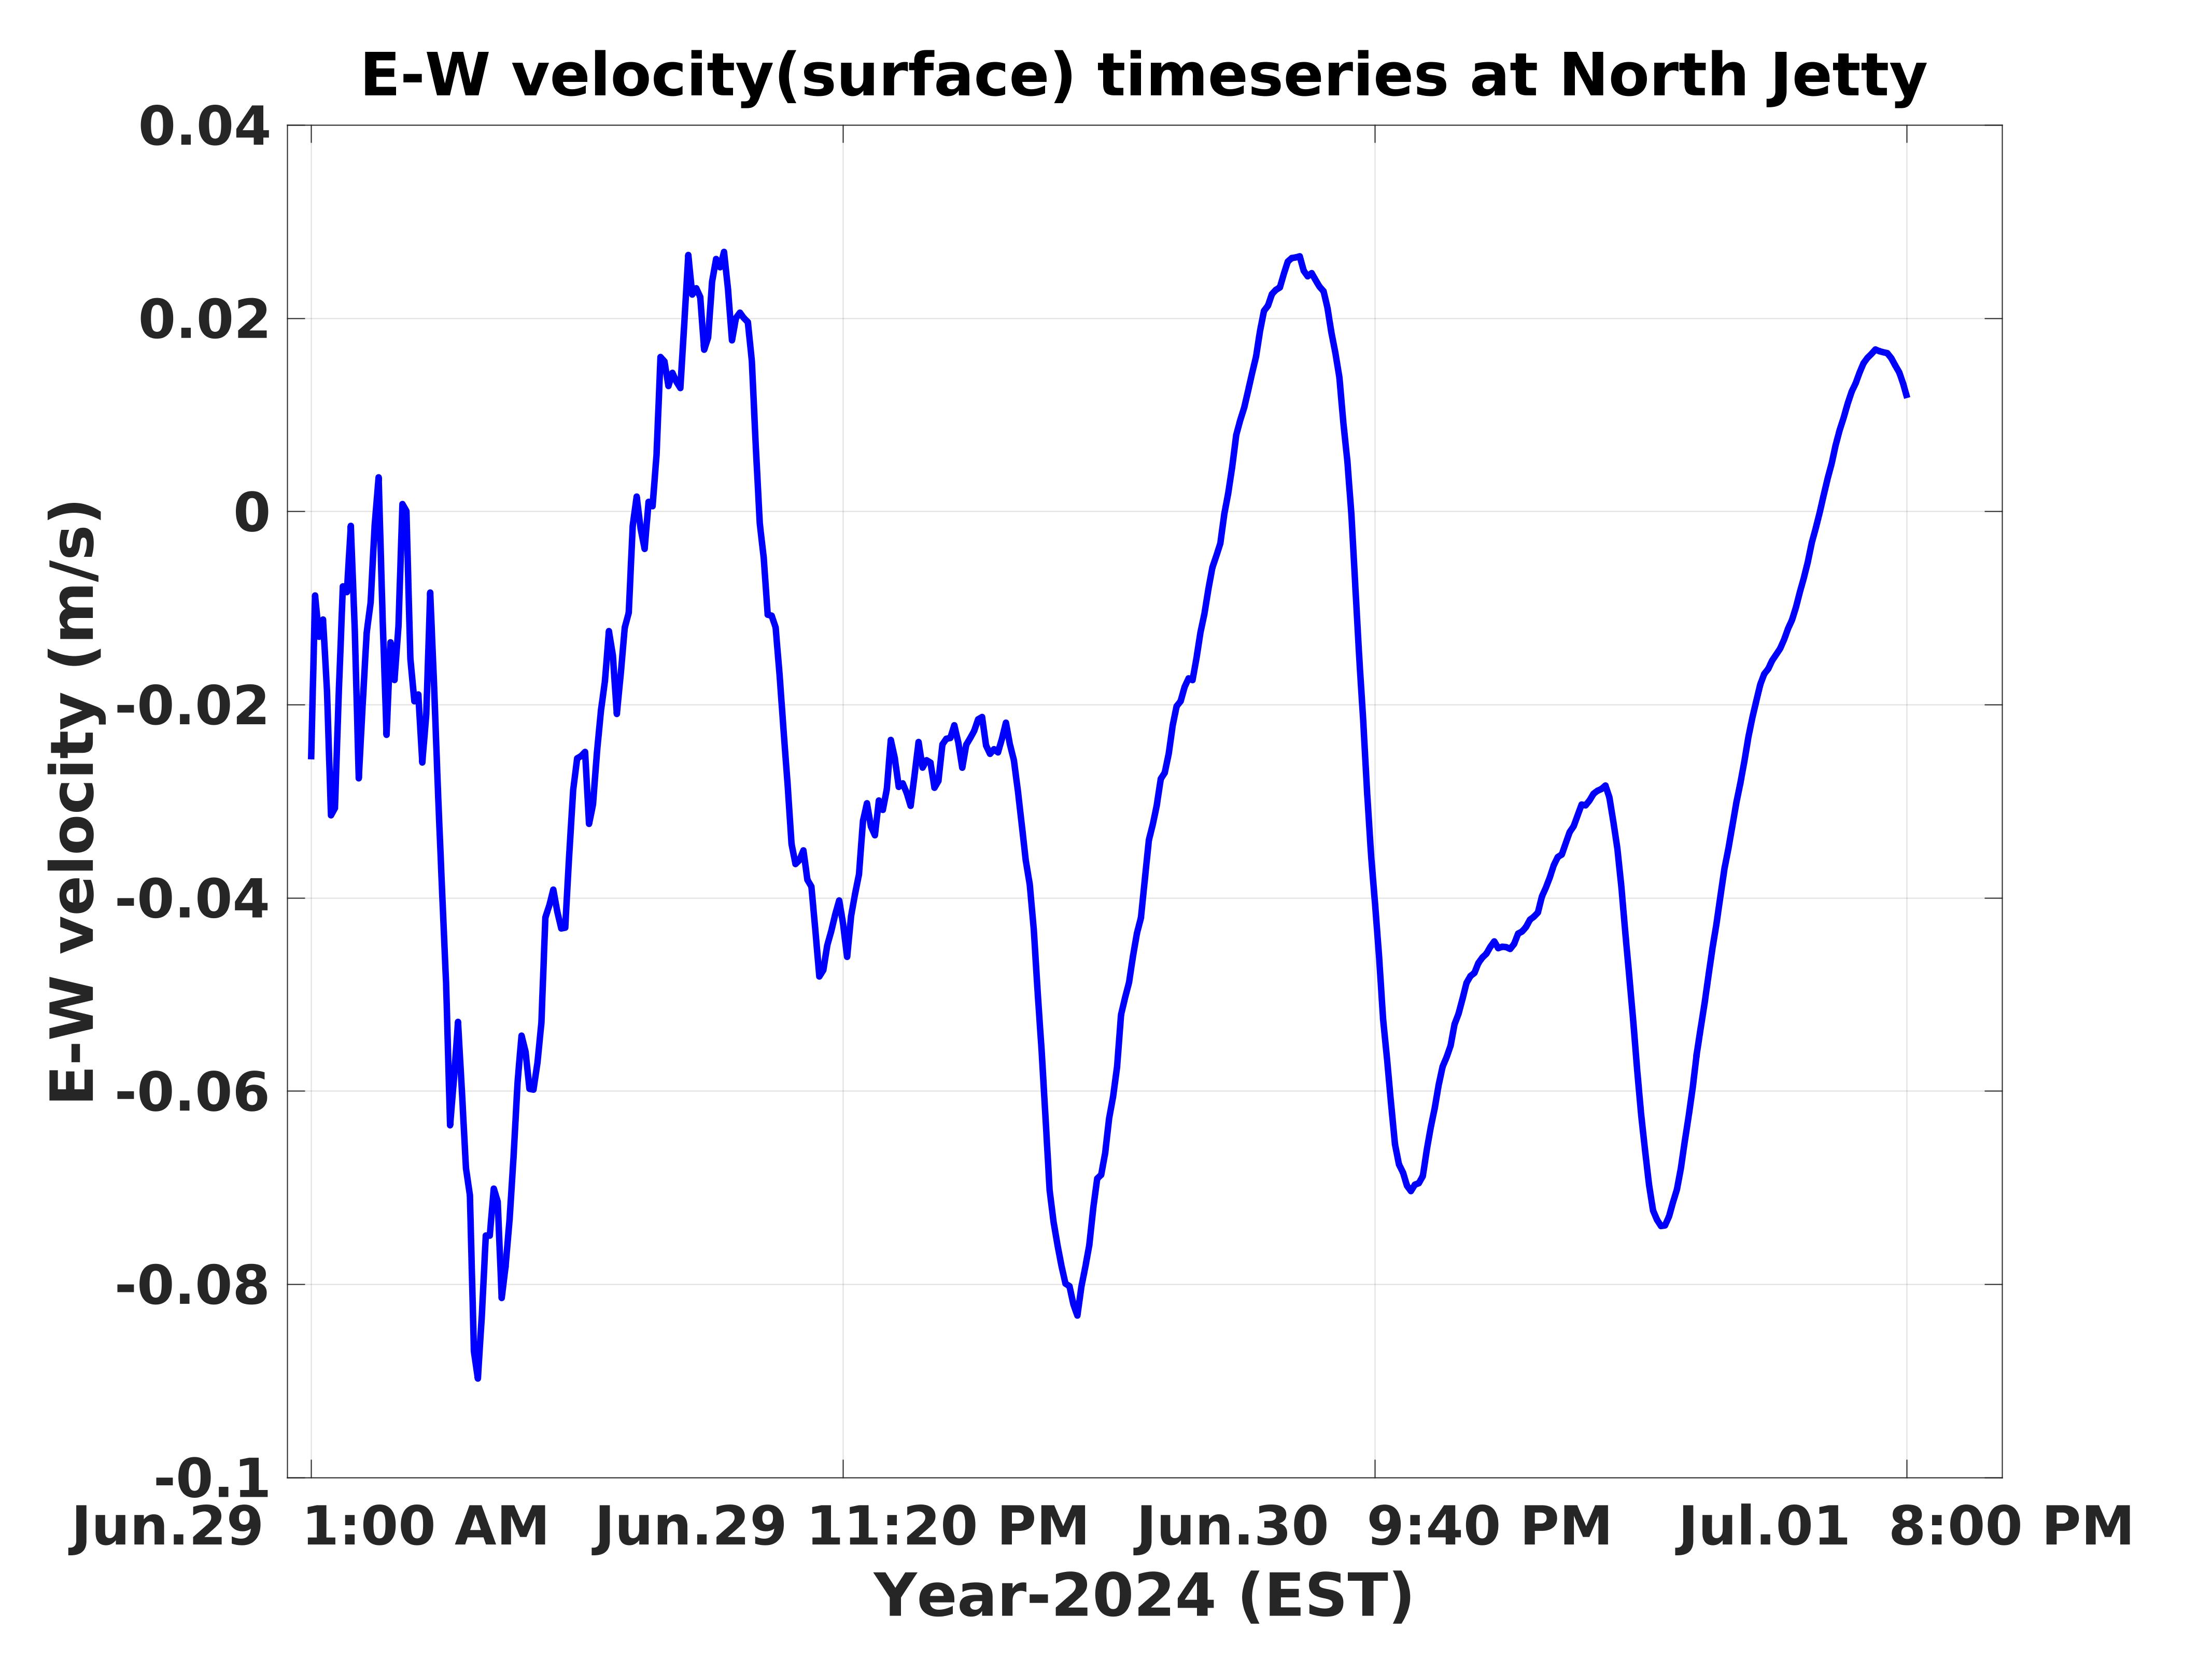 E-W velocity(surface) timeseries at North Jetty
0.04
0.02
0
-0.02
-0.04
-0.06
-0.08
-0.1
E-W velocity (m/s)
Jun.29 1:00 AM Jun.29 11:20 PM Jun.30 9:40 PM Jul.01 8:00 PM
Year-2024 (EST)